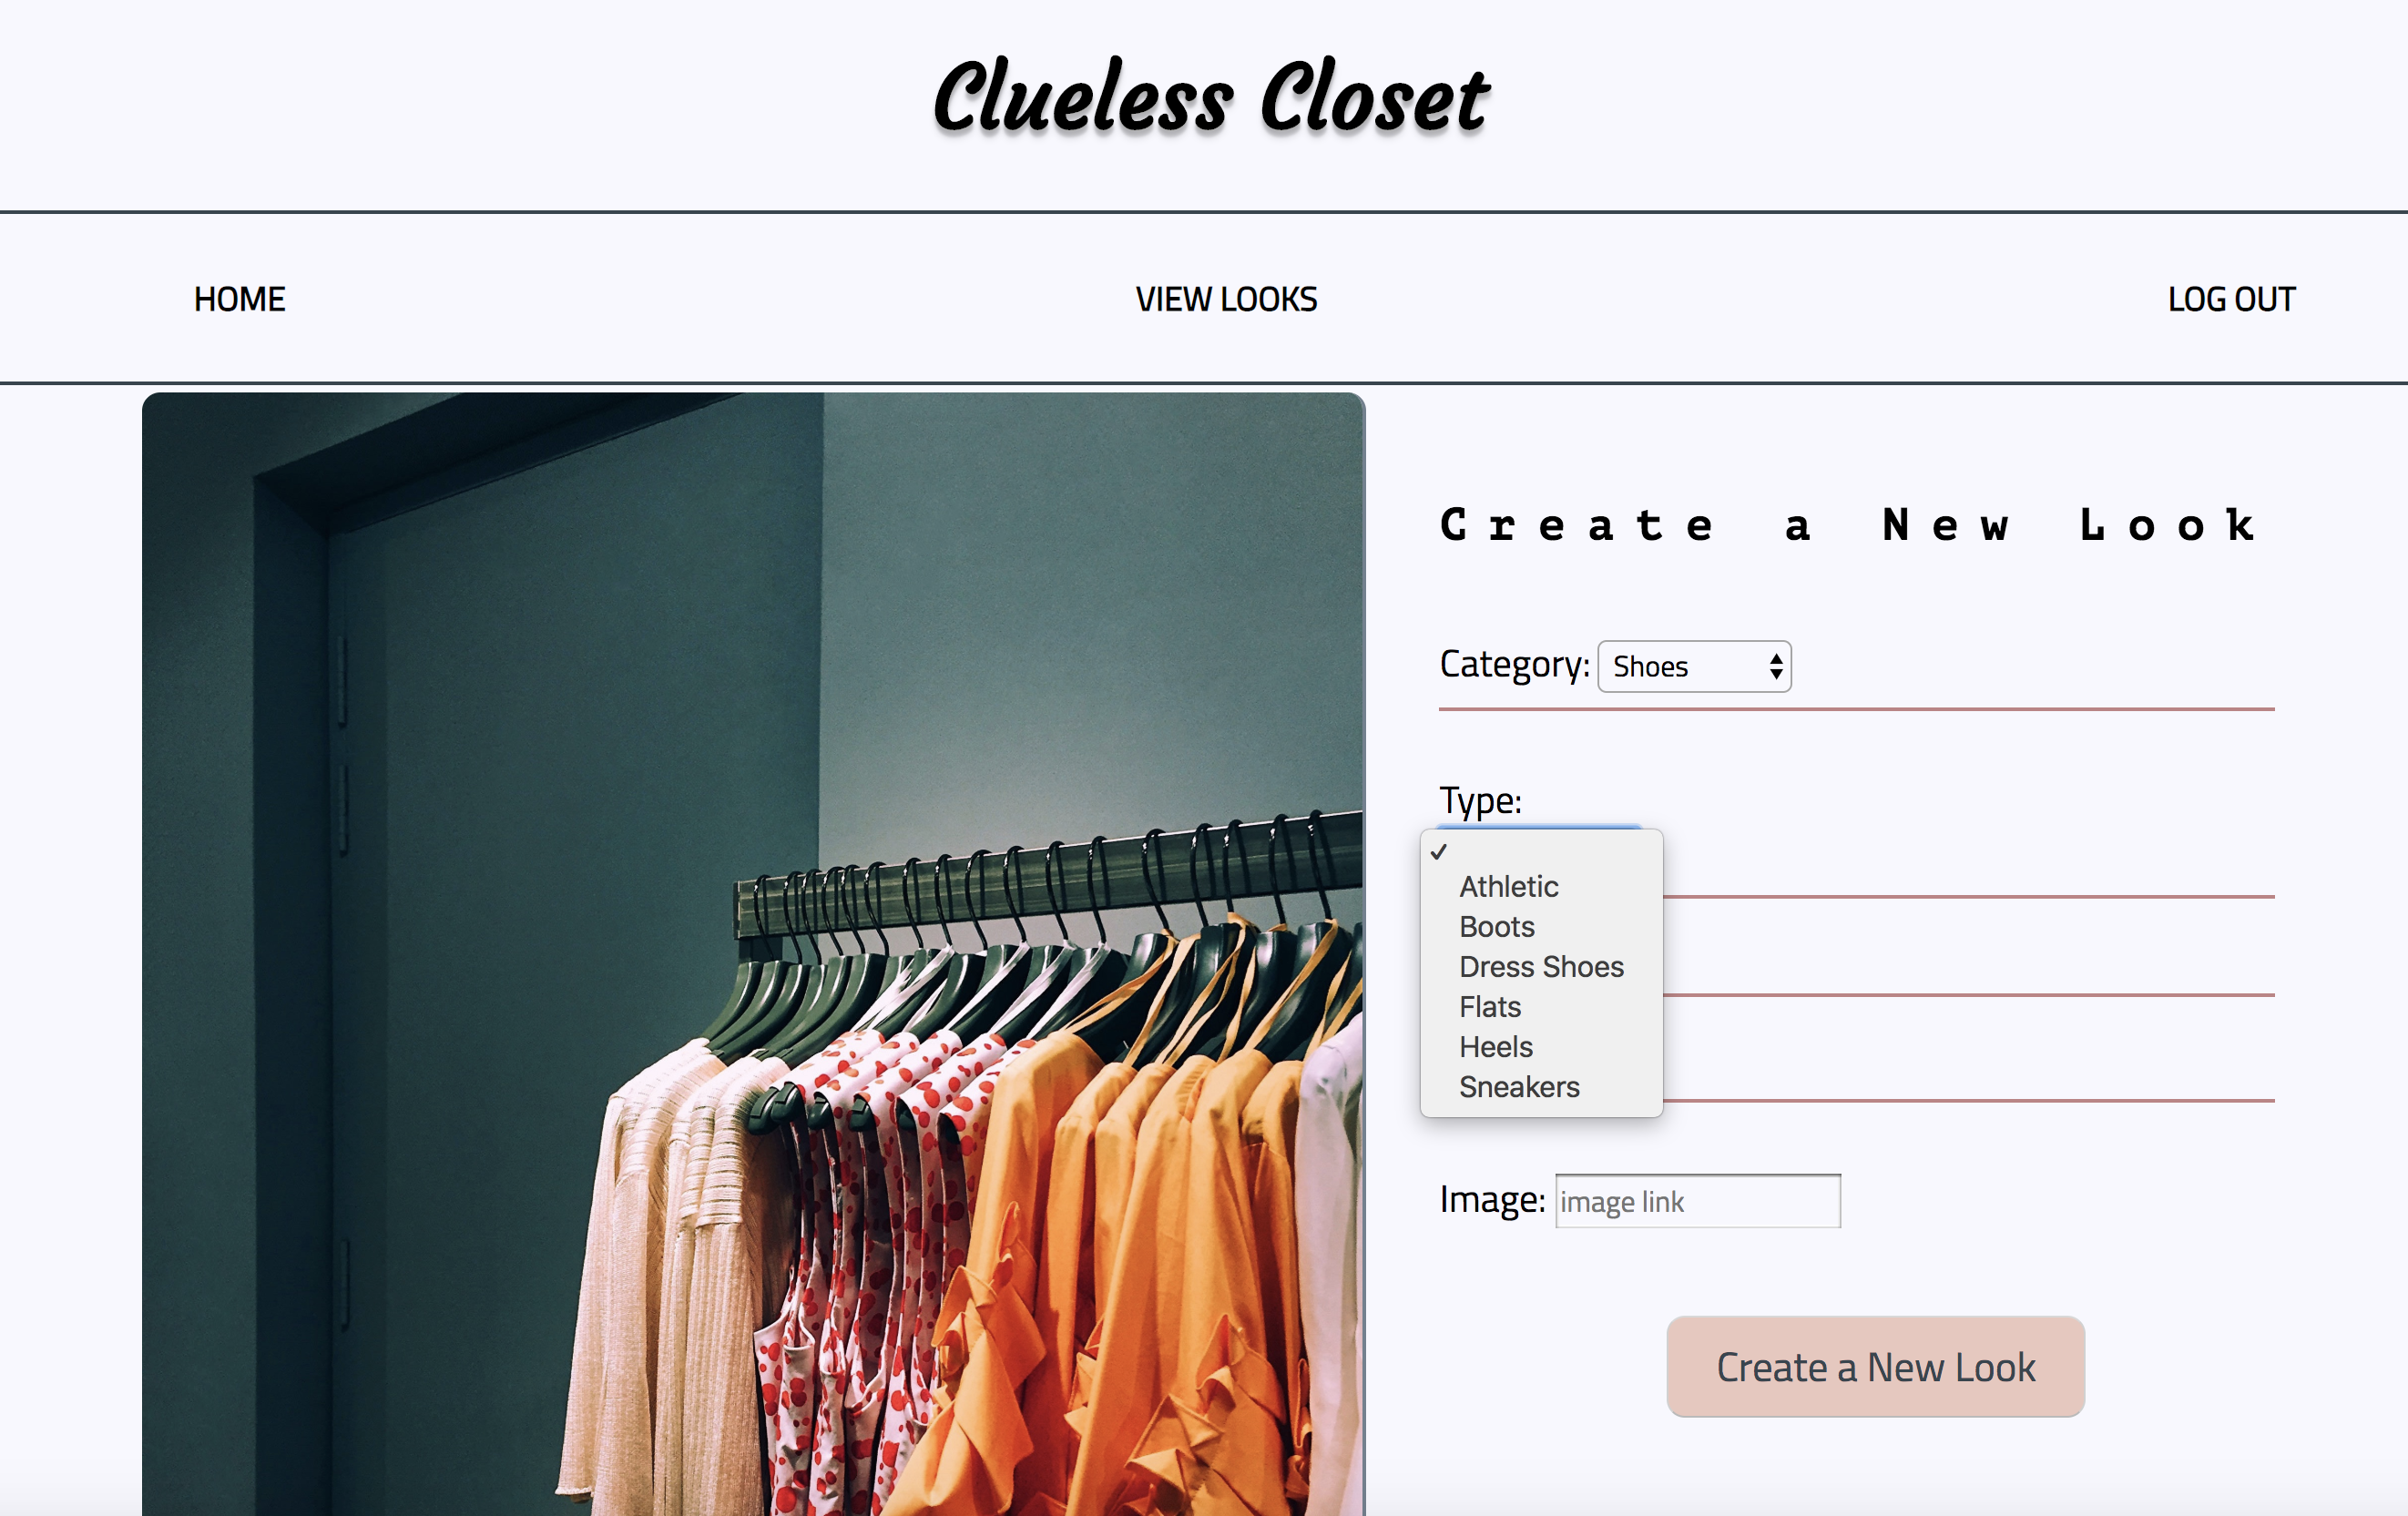 Clueless Closet
HOME VIEW LOOKS LOG OUT
Create a New Look
Category: Shoes
Type:
Athletic
Boots
Dress Shoes
Flats
Heels
Sneakers
Image: image link
Create a New Look